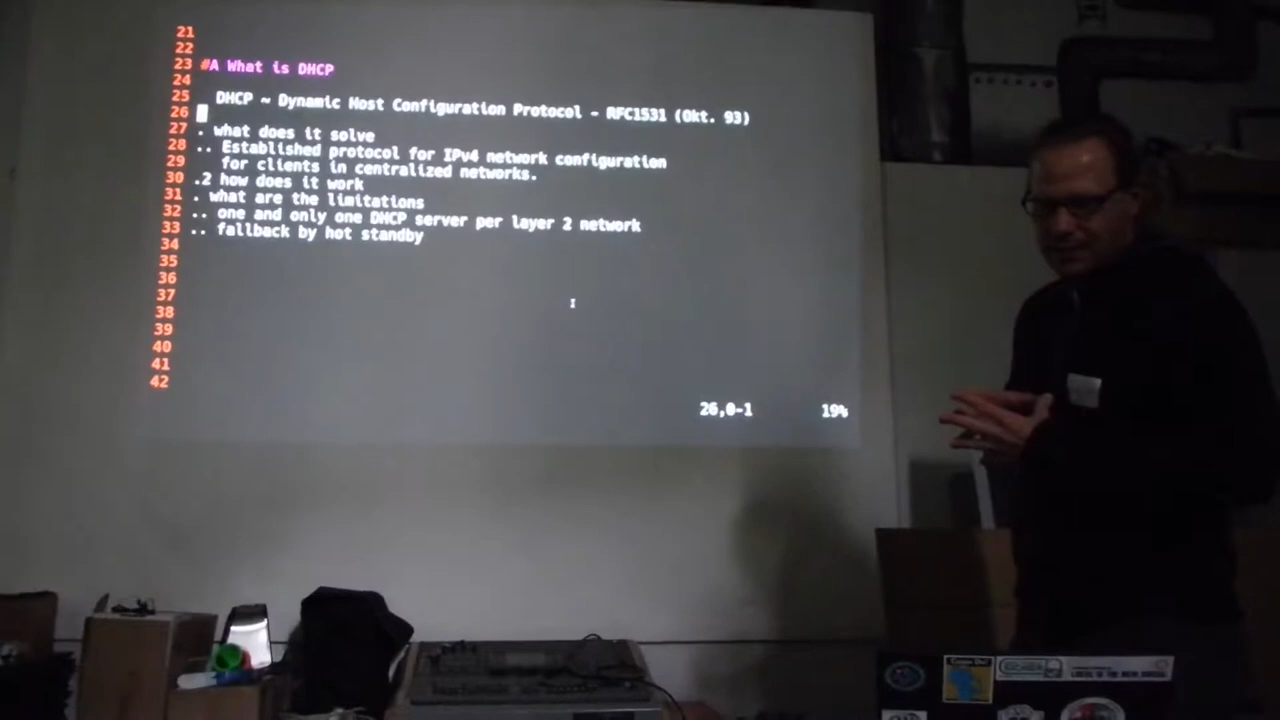 21
22
23 #A What is DHCP
24
25 DHCP ~ Dynamic Host Configuration Protocol - RFC1531 (Okt. 93)
26
27 . what does it solve
28 .. Established protocol for IPv4 network configuration
29 for clients in centralized networks.
30 .2 how does it work
31 . what are the limitations
32 .. one and only one DHCP server per layer 2 network
33 .. fallback by hot standby
34
35
36
37
38
39
40
41
42
26,0-1 19%